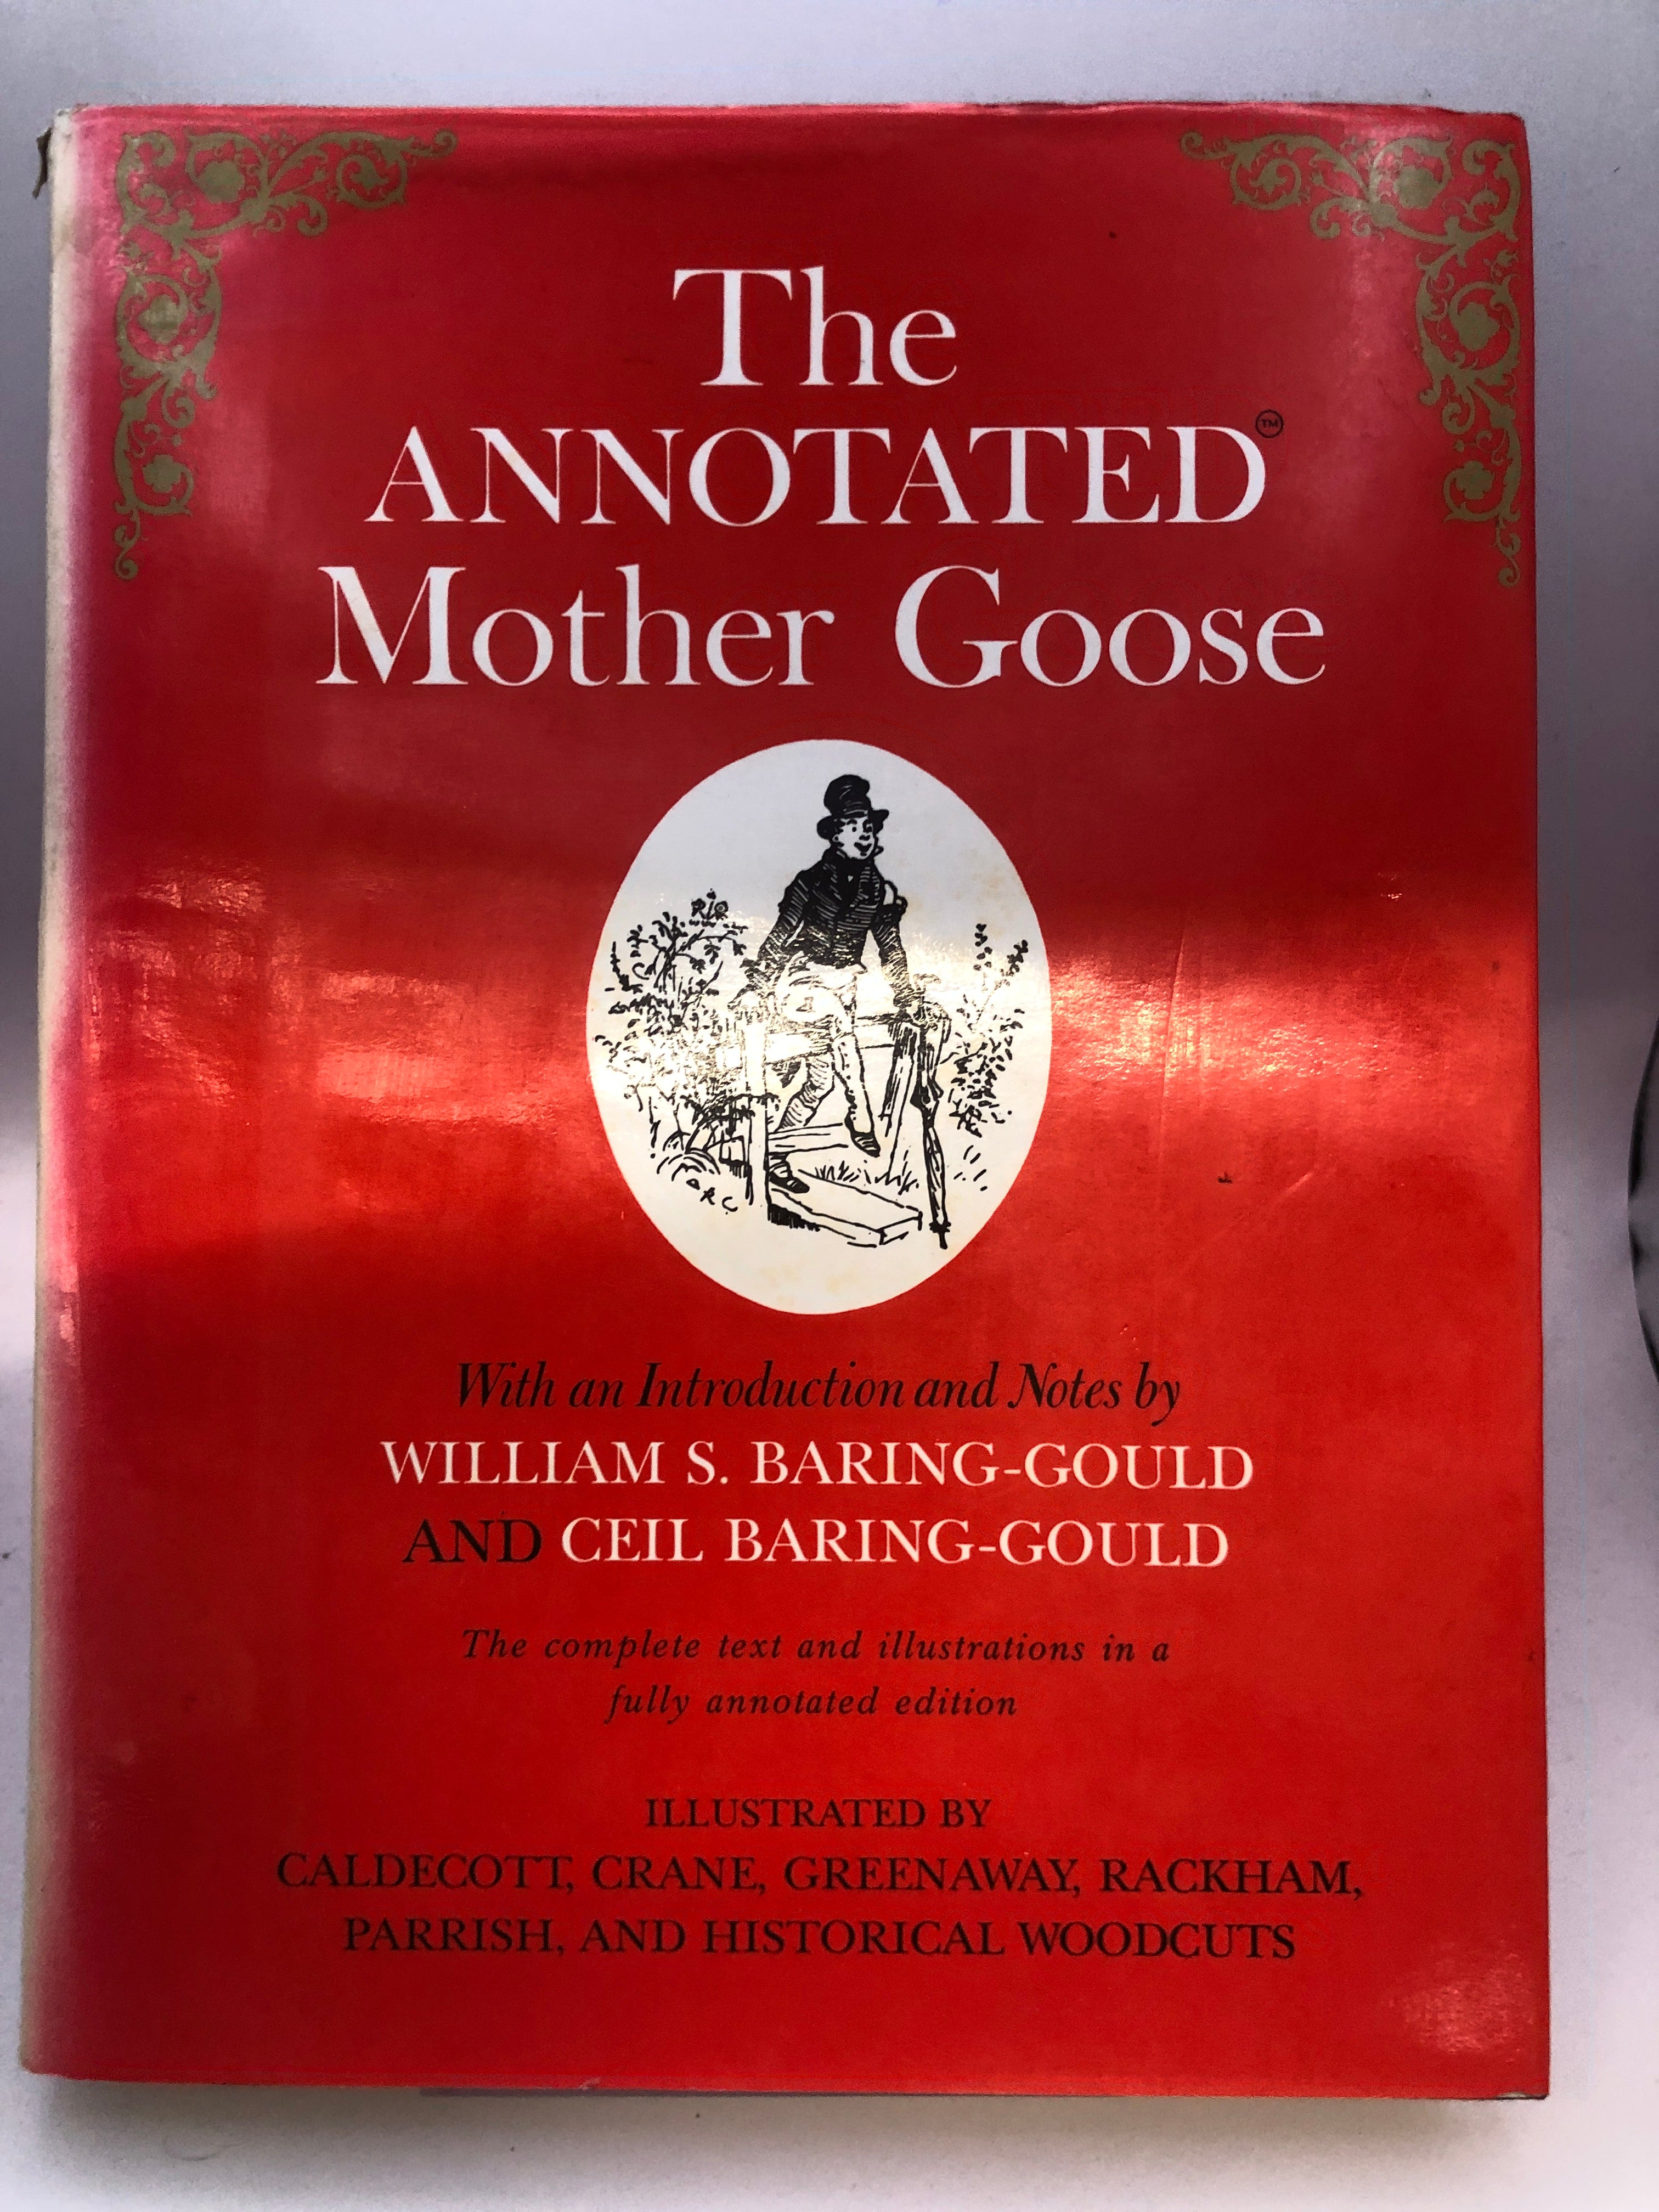 The
ANNOTATED™
Mother Goose
RC
With an Introduction and Notes by
WILLIAM S. BARING-GOULD
AND CEIL BARING-GOULD
The complete text and illustrations in a
fully annotated edition
ILLUSTRATED BY
CALDECOTT, CRANE, GREENAWAY, RACKHAM,
PARRISH, AND HISTORICAL WOODCUTS